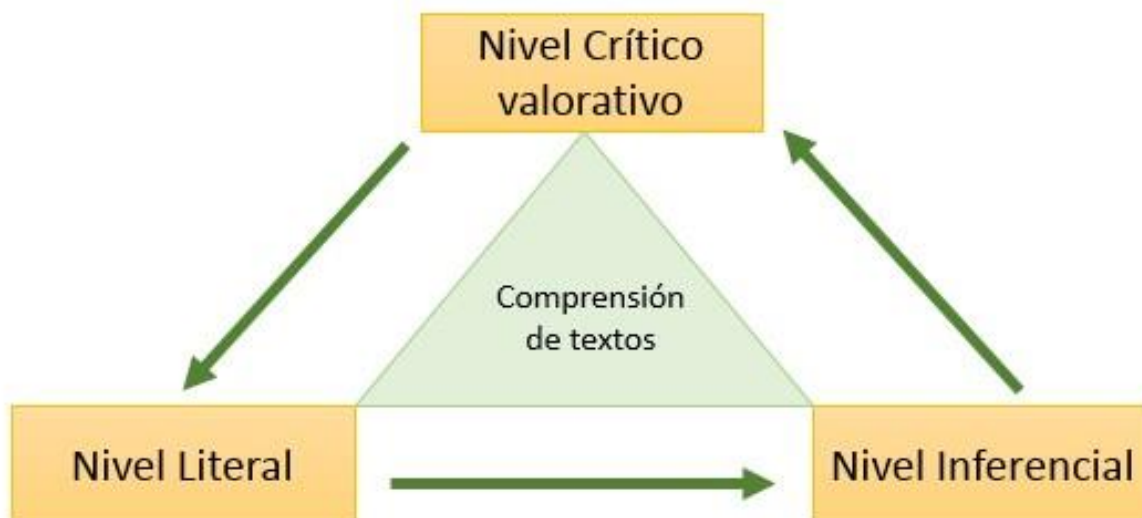 Nivel Crítico
valorativo
Comprensión
de textos
Nivel Literal
Nivel Inferencial